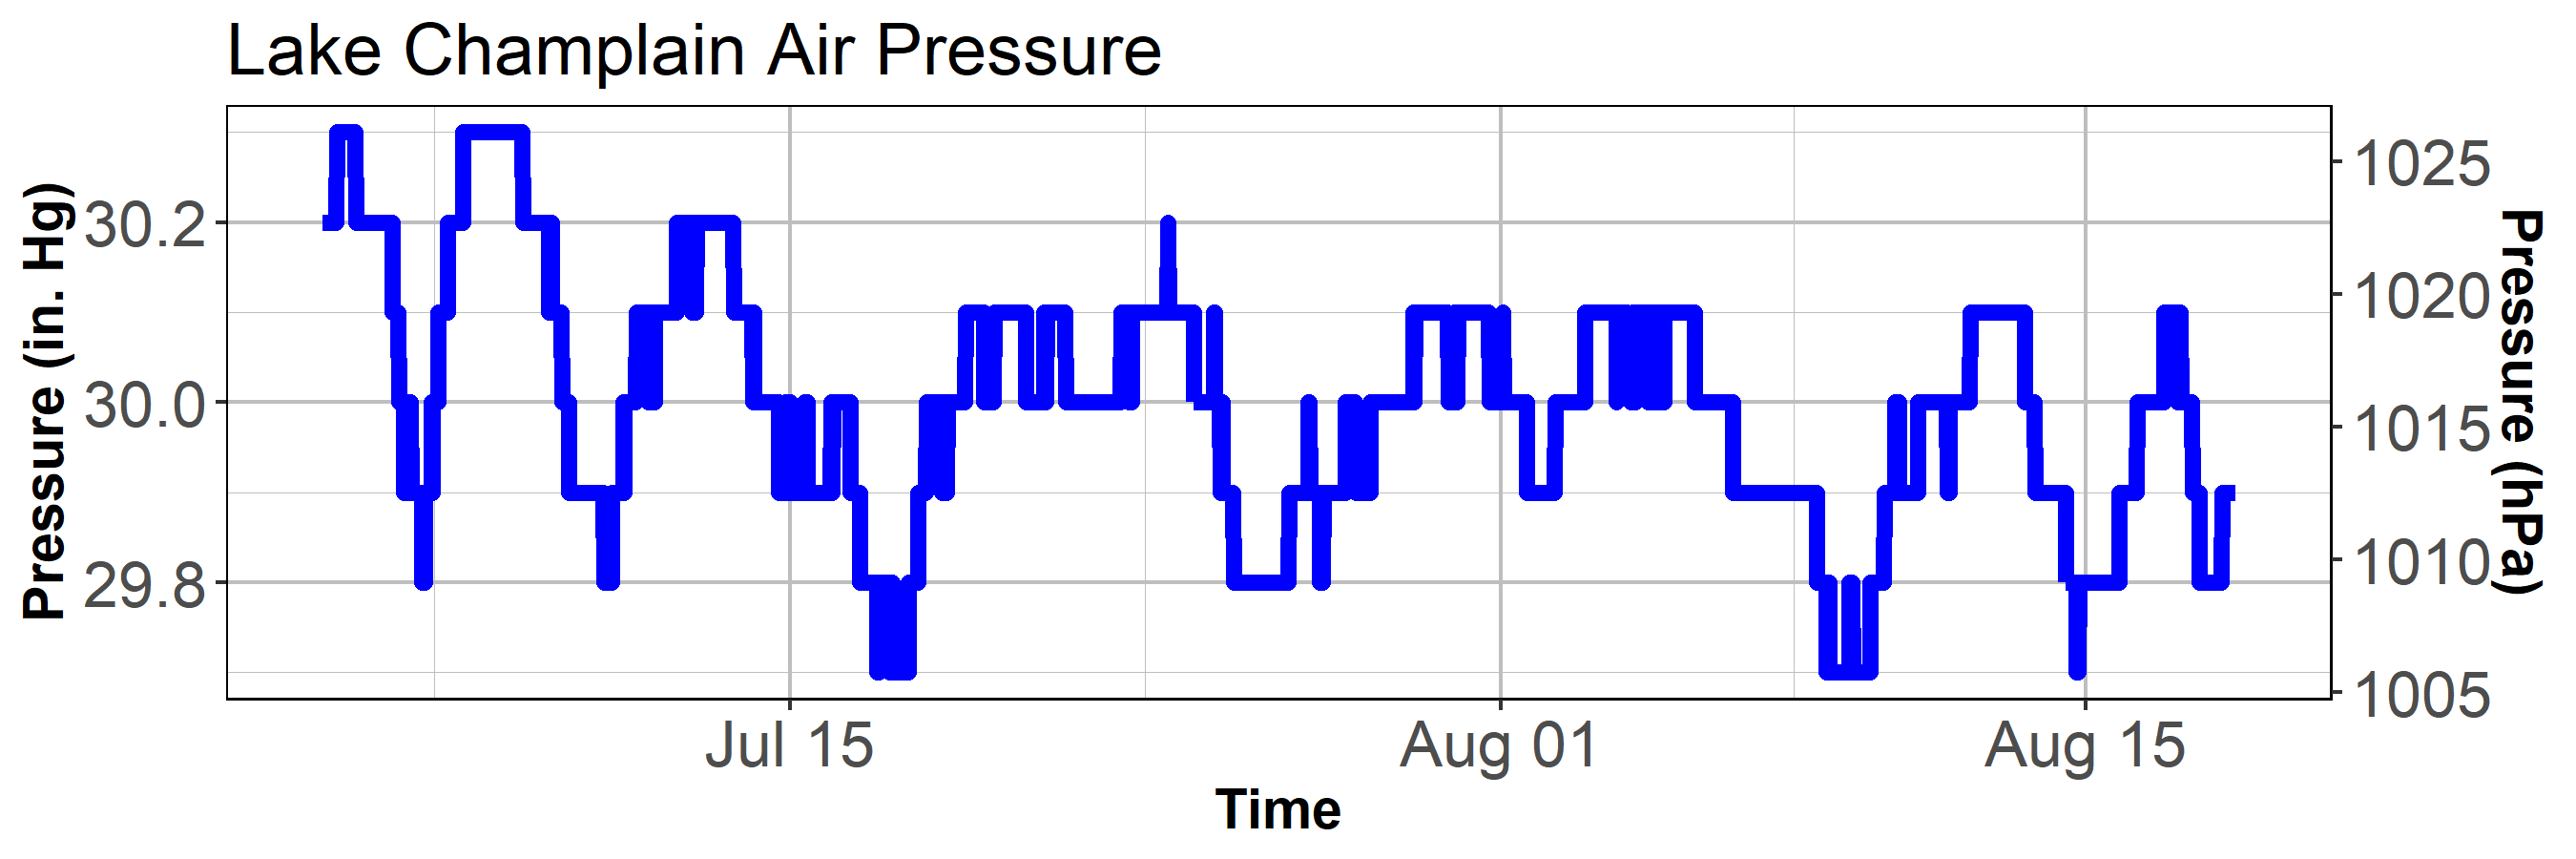 Lake Champlain Air Pressure
Pressure (in. Hg)
30.2
30.0
29.8
1025
1020
1015
1010
1005
Pressure (hPa)
Jul 15
Aug 01
Aug 15
Time